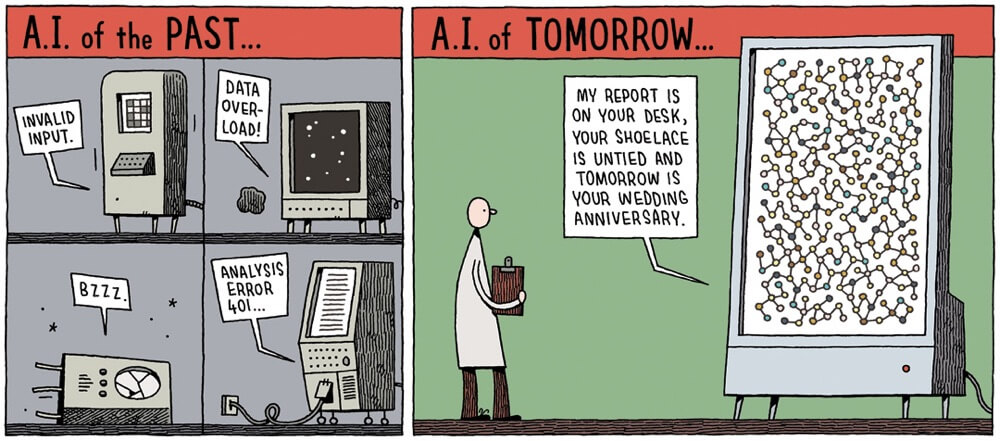 A.I. of the PAST...
INVALID
INPUT.
DATA
OVER-
LOAD!
BZZZ.
ANALYSIS
ERROR
401...
A.I. of TOMORROW...
MY REPORT IS
ON YOUR DESK,
YOUR SHOELACE
IS UNTIED AND
TOMORROW IS
YOUR WEDDING
ANNIVERSARY.